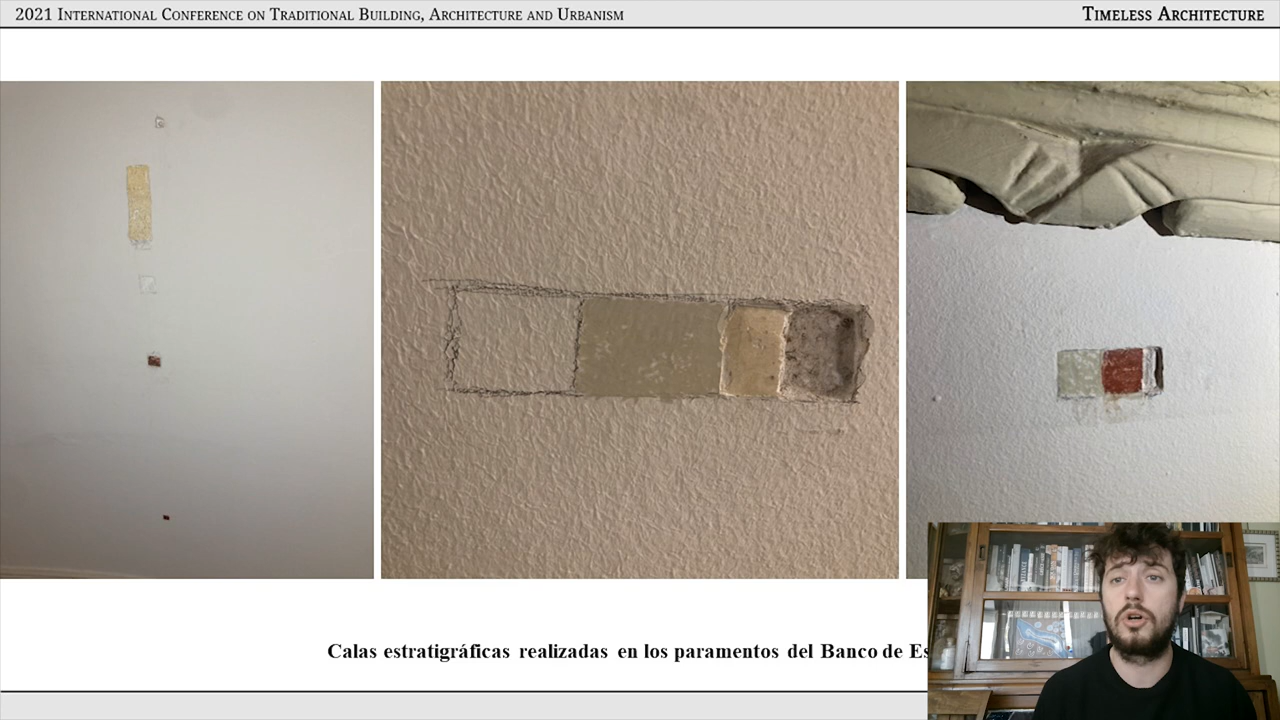 2021 International Conference on Traditional Building, Architecture and Urbanism
Timeless Architecture
Calas estratigráficas realizadas en los paramentos del Banco de Es